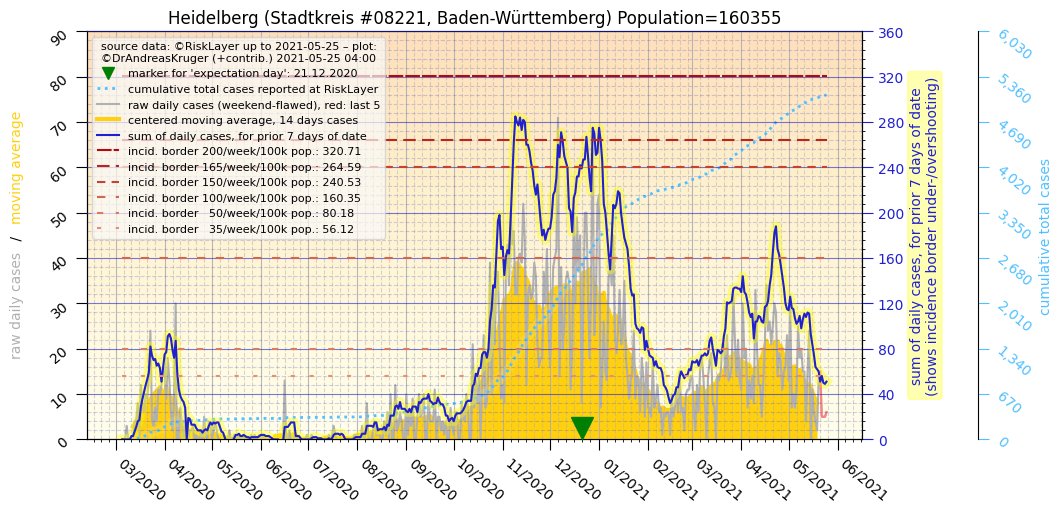 Heidelberg (Stadtkreis #08221, Baden-Württemberg) Population=160355
source data: ©RiskLayer up to 2021-05-25 – plot:
©DrAndreasKruger (+contrib.) 2021-05-25 04:00
marker for 'expectation day': 21.12.2020
cumulative total cases reported at RiskLayer
raw daily cases (weekend-flawed), red: last 5
centered moving average, 14 days cases
sum of daily cases, for prior 7 days of date
incid. border 200/week/100k pop.: 320.71
incid. border 165/week/100k pop.: 264.59
incid. border 150/week/100k pop.: 240.53
incid. border 100/week/100k pop.: 160.35
incid. border 50/week/100k pop.: 80.18
incid. border 35/week/100k pop.: 56.12
raw daily cases / moving average
90
80
70
60
50
40
30
20
10
0
03/2020
04/2020
05/2020
06/2020
07/2020
08/2020
09/2020
10/2020
11/2020
12/2020
01/2021
02/2021
03/2021
04/2021
05/2021
06/2021
360
320
280
240
200
160
120
80
40
0
sum of daily cases, for prior 7 days of date
(shows incidence border under-/overshooting)
6,030
5,360
4,690
4,020
3,350
2,680
2,010
1,340
670
0
cumulative total cases